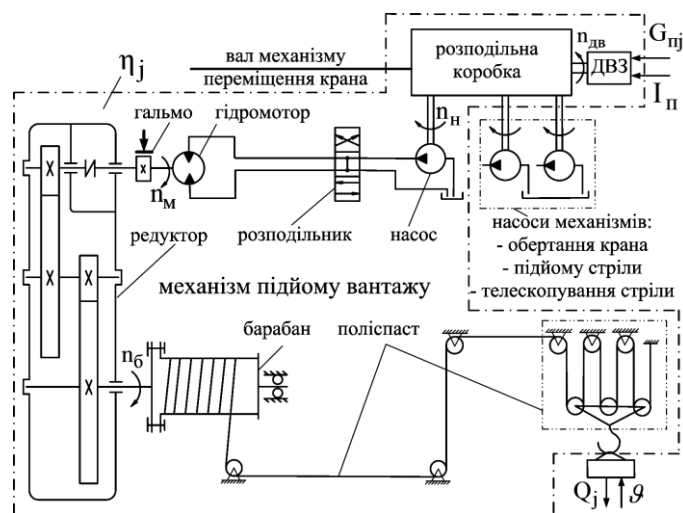 вал механізму
переміщення крана
розподільна
коробка
n_дв
ДВЗ
G_пj
I_п
η_j
гальмо
гідромотор
n_м
n_н
розподільник
насос
насоси механізмів:
- обертання крана
- підйому стріли
- телескопування стріли
редуктор
механізм підйому вантажу
n_б
барабан
поліспаст
Q_j
ϑ